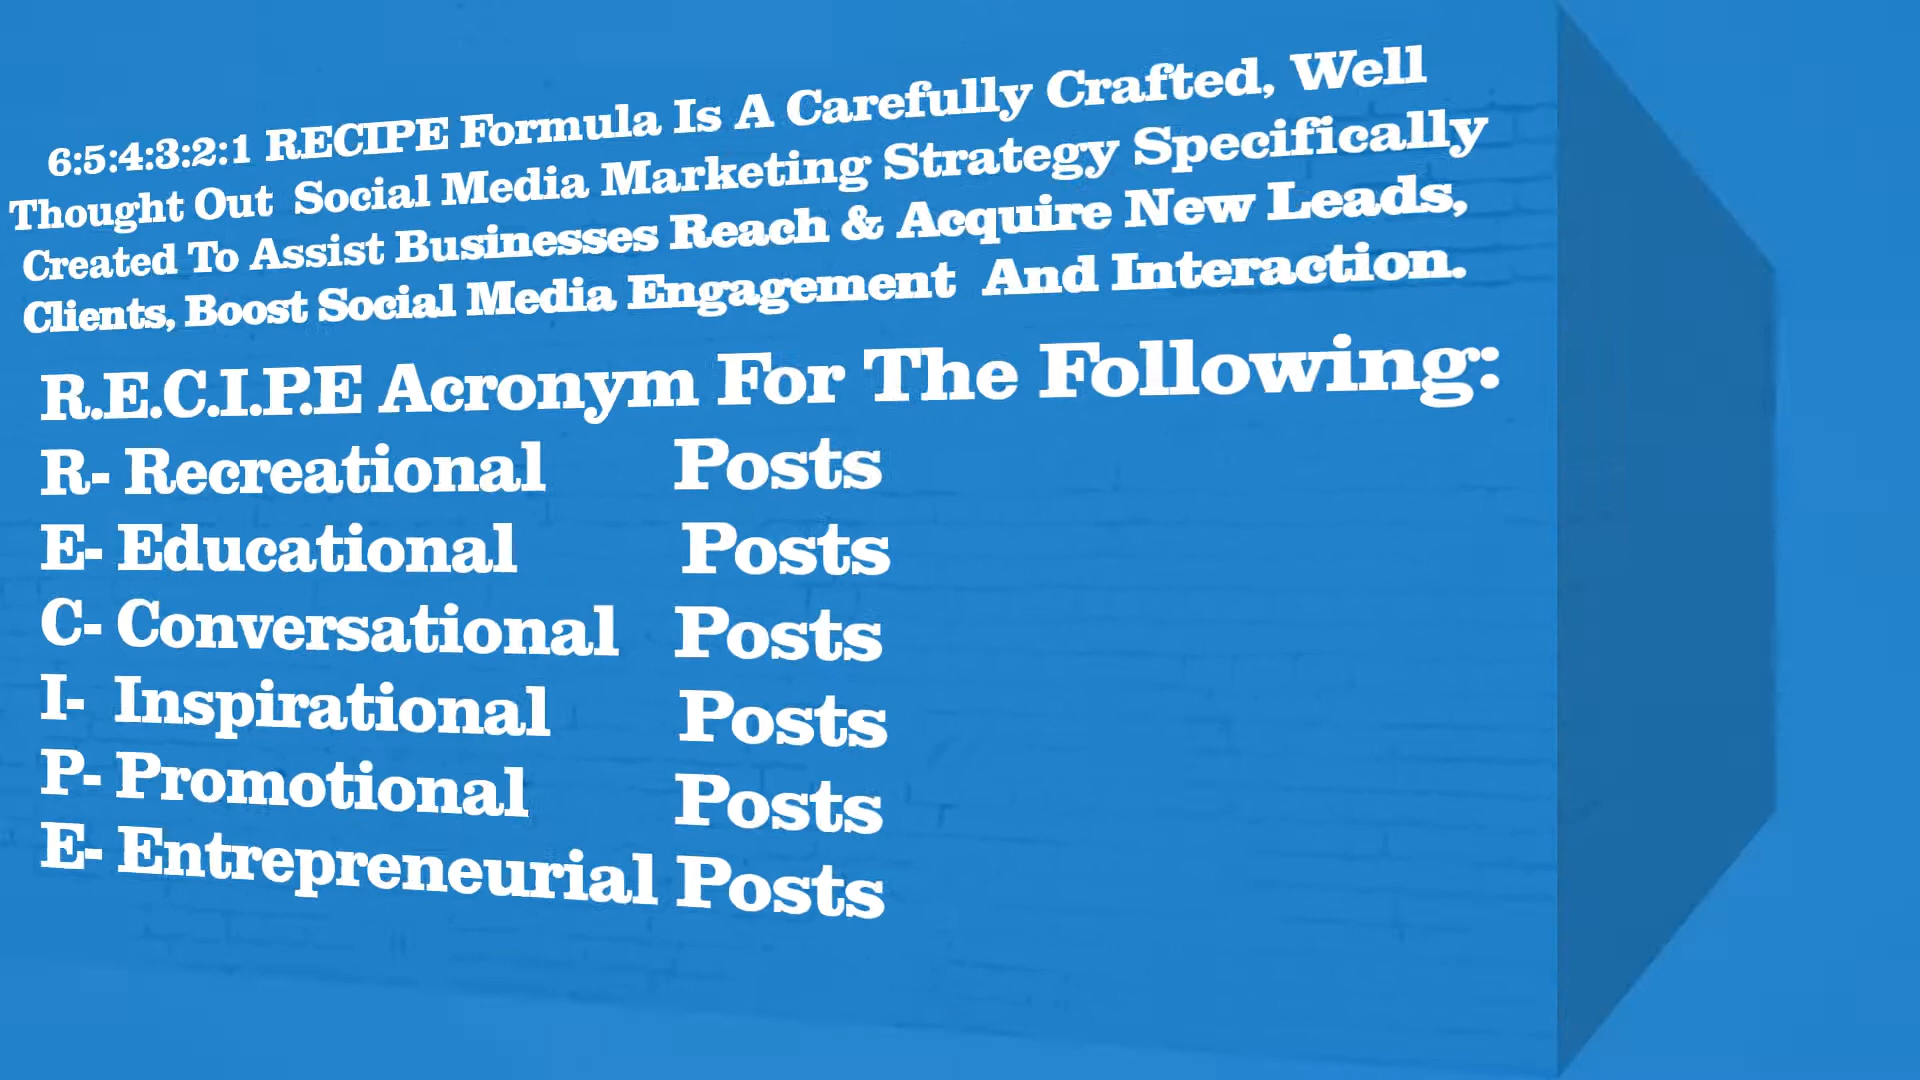 6:5:4:3:2:1 RECIPE Formula Is A Carefully Crafted, Well
Thought Out Social Media Marketing Strategy Specifically
Created To Assist Businesses Reach & Acquire New Leads,
Clients, Boost Social Media Engagement And Interaction.
R.E.C.I.P.E Acronym For The Following:
R- Recreational Posts
E- Educational Posts
C- Conversational Posts
I- Inspirational Posts
P- Promotional Posts
E- Entrepreneurial Posts